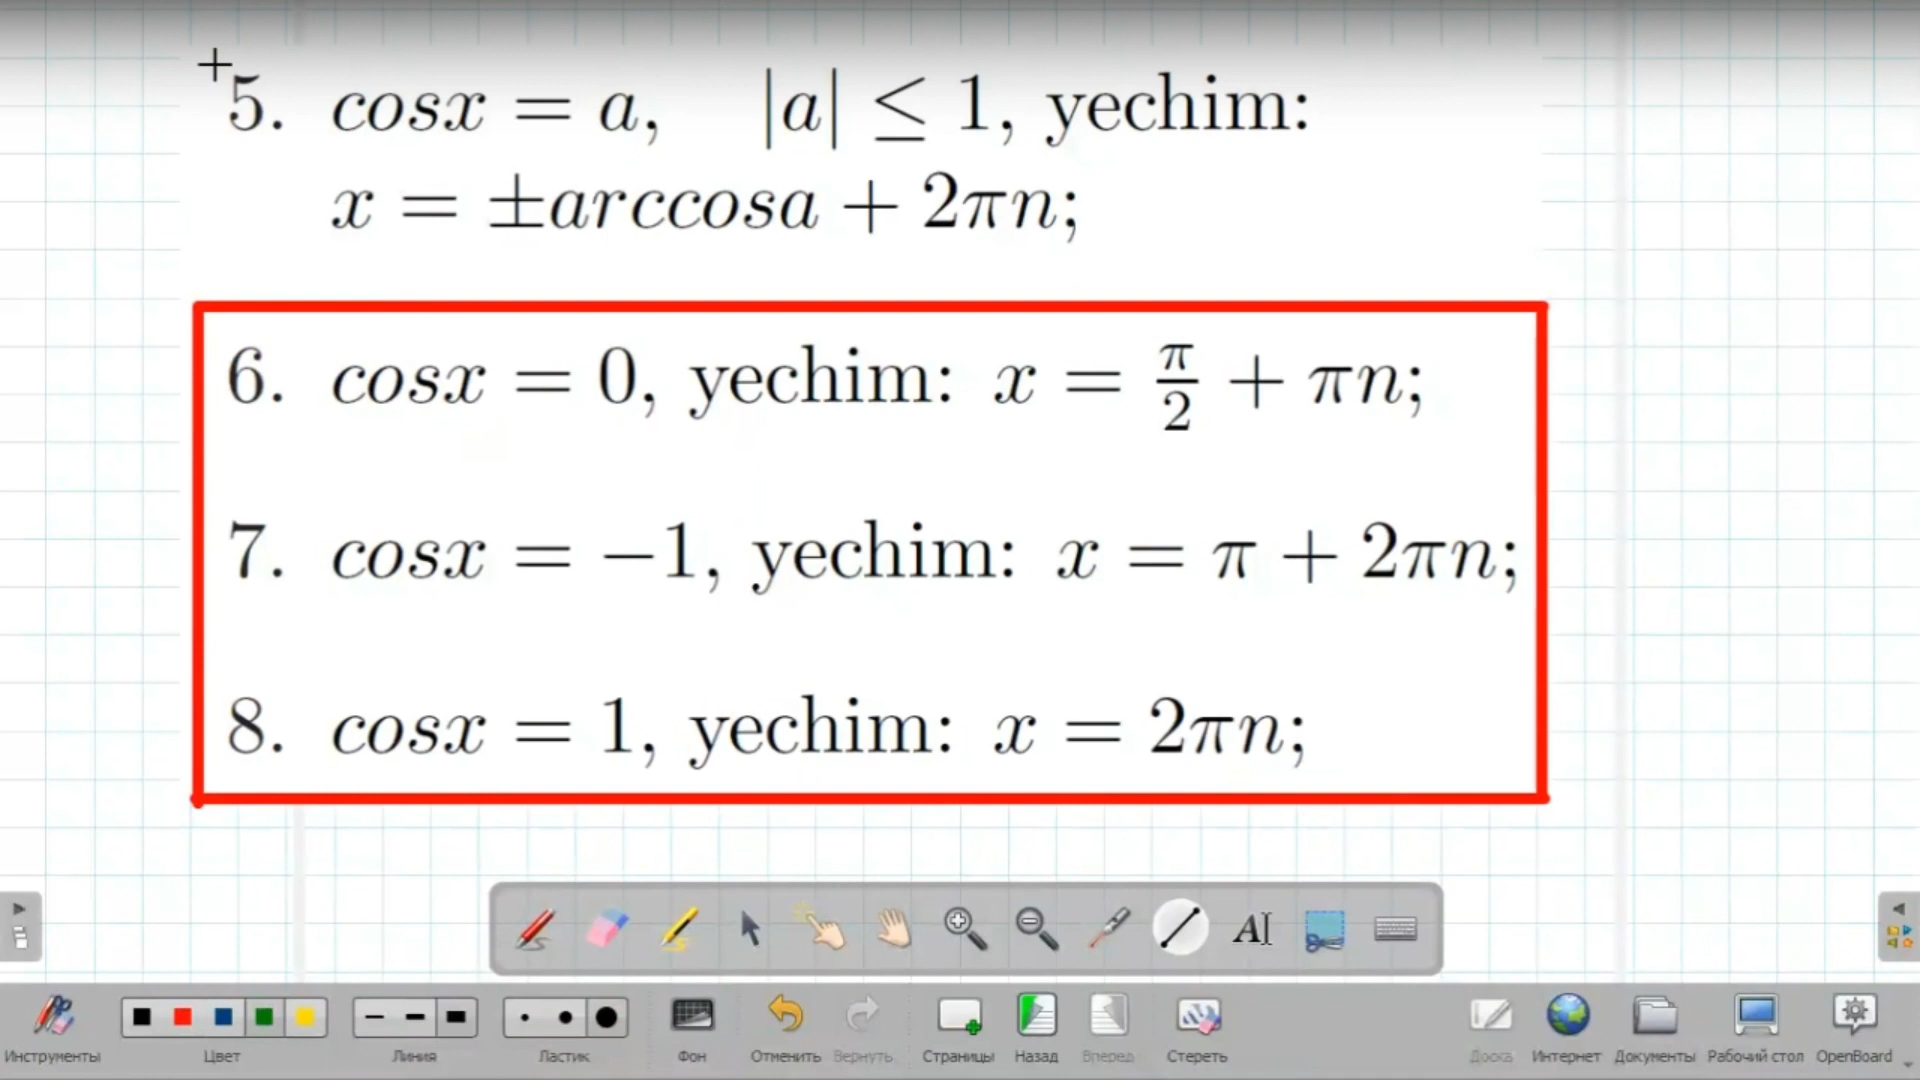 5. cosx = a, |a| ≤ 1, yechim:
x = ±arccosa + 2πn;
6. cosx = 0, yechim: x = π/2 + πn;
7. cosx = −1, yechim: x = π + 2πn;
8. cosx = 1, yechim: x = 2πn;
Инструменты Цвет Линия Ластик Фон Отменить Вернуть Страницы Назад Вперед Стереть Доска Интернет Документы Рабочий стол OpenBoard